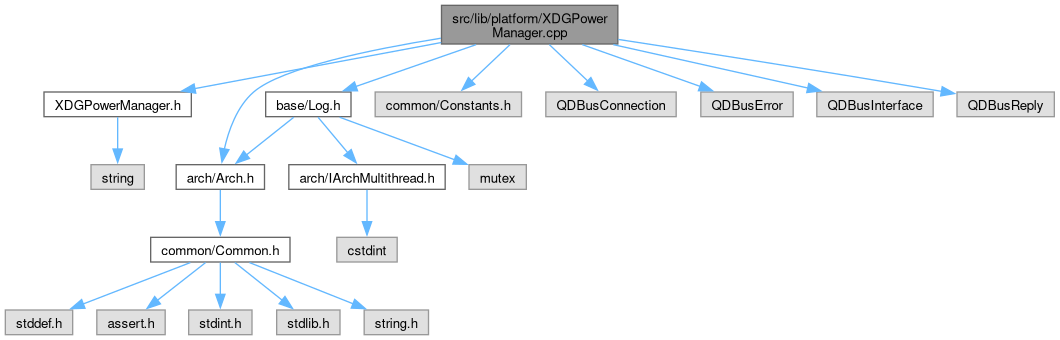 src/lib/platform/XDGPower
Manager.cpp
XDGPowerManager.h
base/Log.h
common/Constants.h
QDBusConnection
QDBusError
QDBusInterface
QDBusReply
string
arch/Arch.h
arch/IArchMultithread.h
mutex
common/Common.h
cstdint
stddef.h
assert.h
stdint.h
stdlib.h
string.h